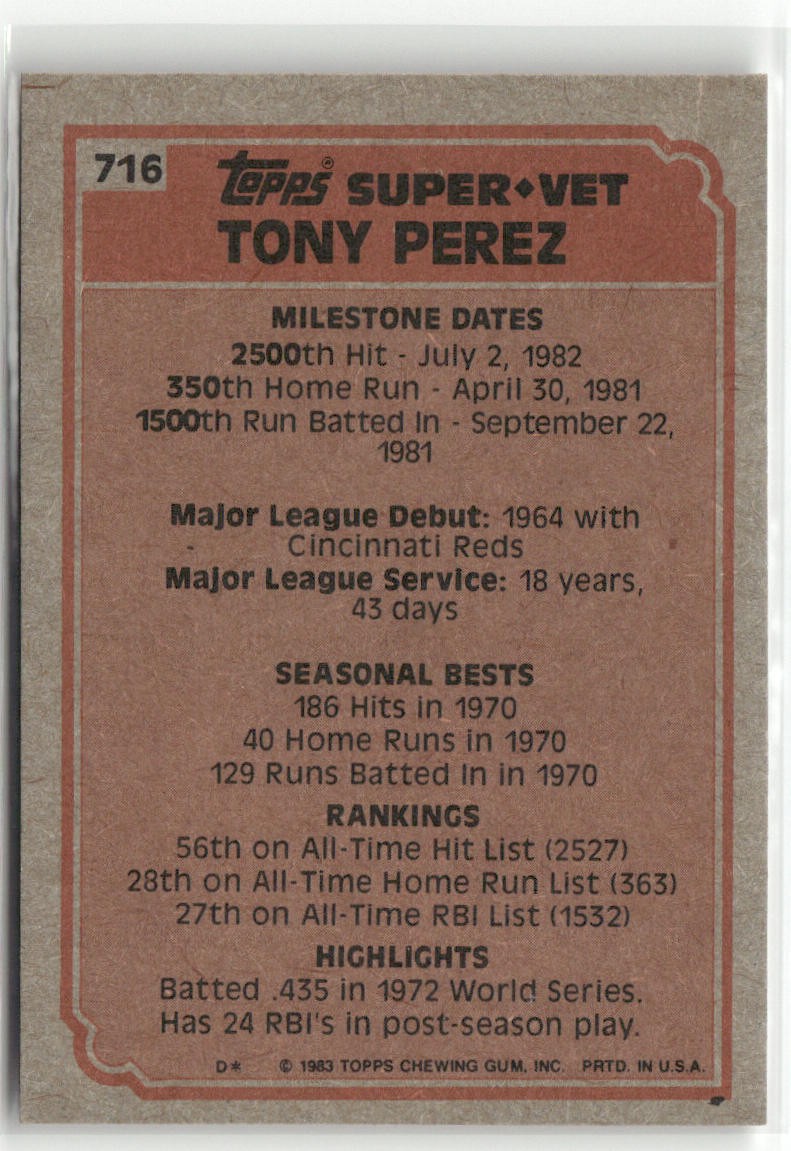 716
Topps® SUPER♦VET
TONY PEREZ
MILESTONE DATES
2500th Hit - July 2, 1982
350th Home Run - April 30, 1981
1500th Run Batted In - September 22,
1981
Major League Debut: 1964 with
Cincinnati Reds
Major League Service: 18 years,
43 days
SEASONAL BESTS
186 Hits in 1970
40 Home Runs in 1970
129 Runs Batted In in 1970
RANKINGS
56th on All-Time Hit List (2527)
28th on All-Time Home Run List (363)
27th on All-Time RBI List (1532)
HIGHLIGHTS
Batted .435 in 1972 World Series.
Has 24 RBI's in post-season play.
D* © 1983 TOPPS CHEWING GUM, INC. PRTD. IN U.S.A.